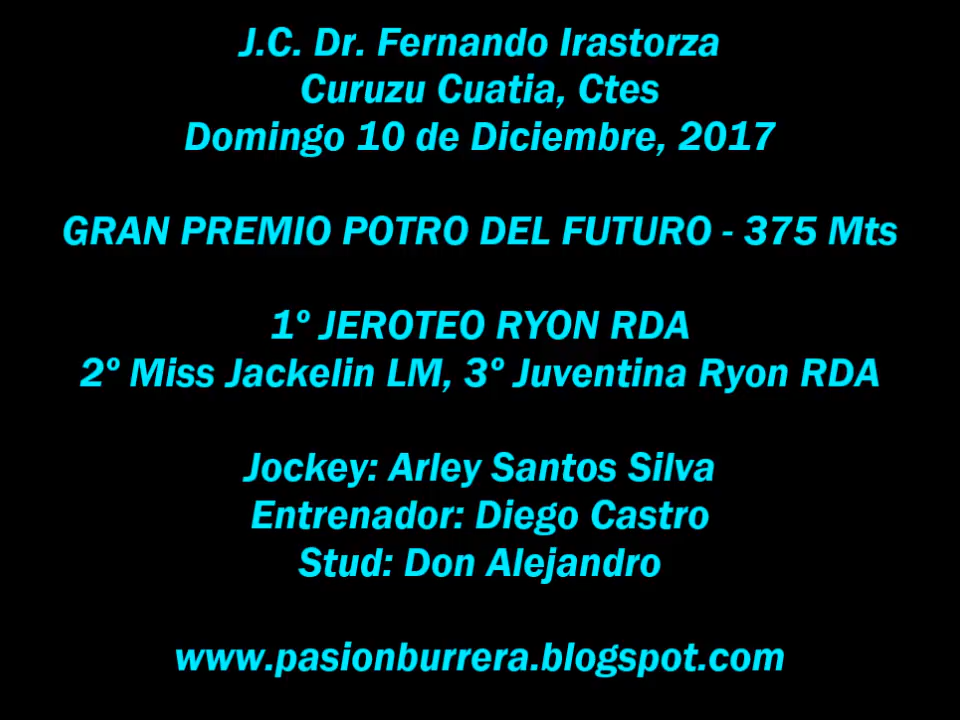 J.C. Dr. Fernando Irastorza
Curuzu Cuatia, Ctes
Domingo 10 de Diciembre, 2017
GRAN PREMIO POTRO DEL FUTURO - 375 Mts
1º JEROTEO RYON RDA
2º Miss Jackelin LM, 3º Juventina Ryon RDA
Jockey: Arley Santos Silva
Entrenador: Diego Castro
Stud: Don Alejandro
www.pasionburrera.blogspot.com